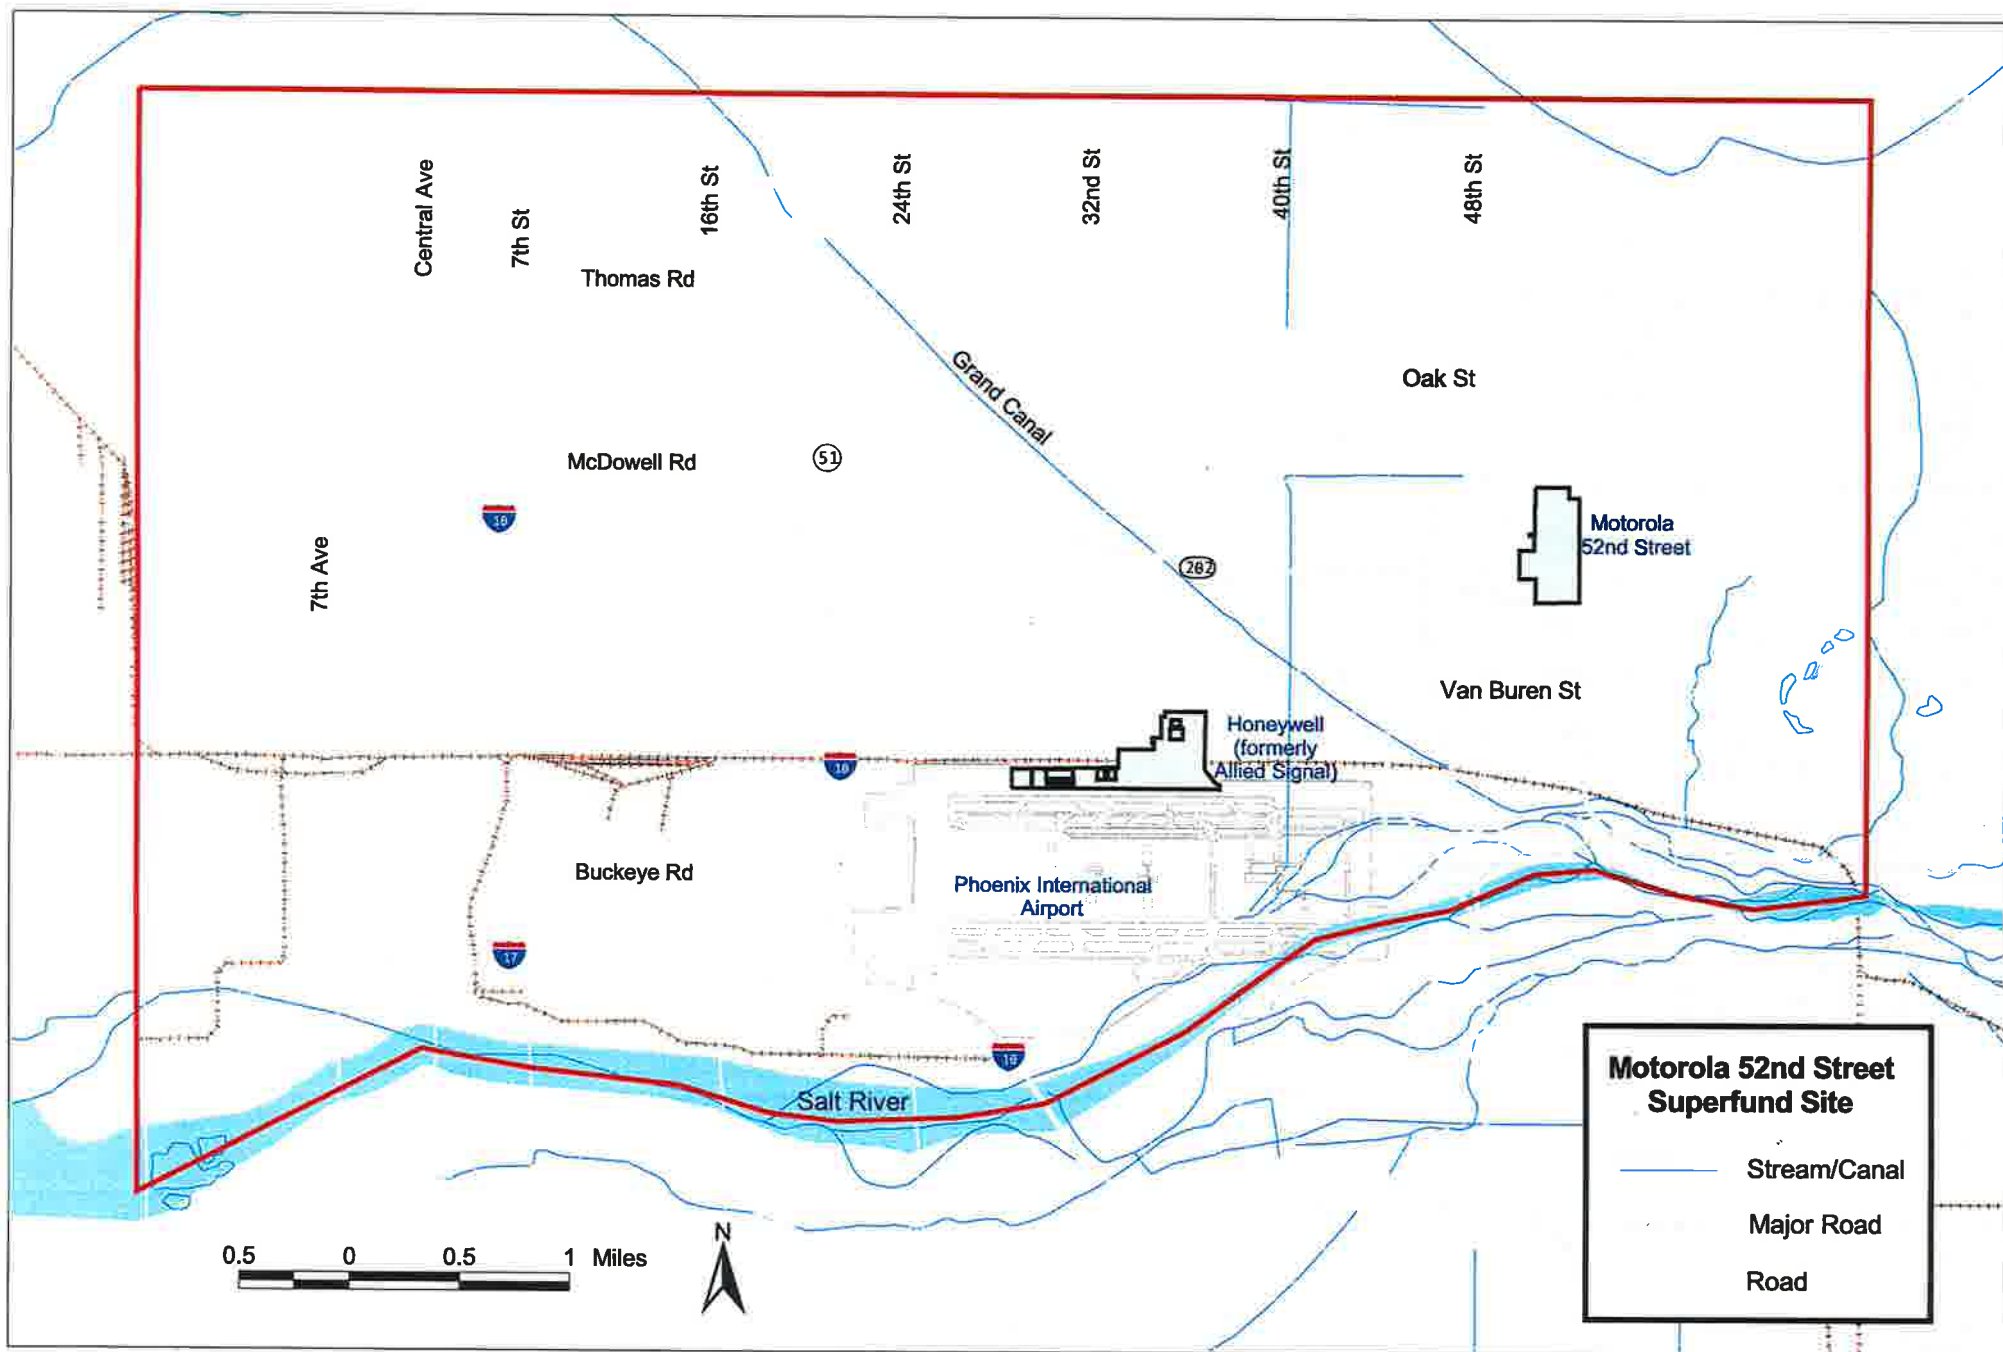 Central Ave
7th St
16th St
24th St
32nd St
40th St
48th St
Thomas Rd
Grand Canal
Oak St
McDowell Rd
51
10
7th Ave
202
Motorola
52nd Street
Van Buren St
Honeywell
(formerly
Allied Signal)
10
Buckeye Rd
Phoenix International
Airport
17
10
Salt River
Motorola 52nd Street
Superfund Site
Stream/Canal
Major Road
Road
0.5 0 0.5 1 Miles
N